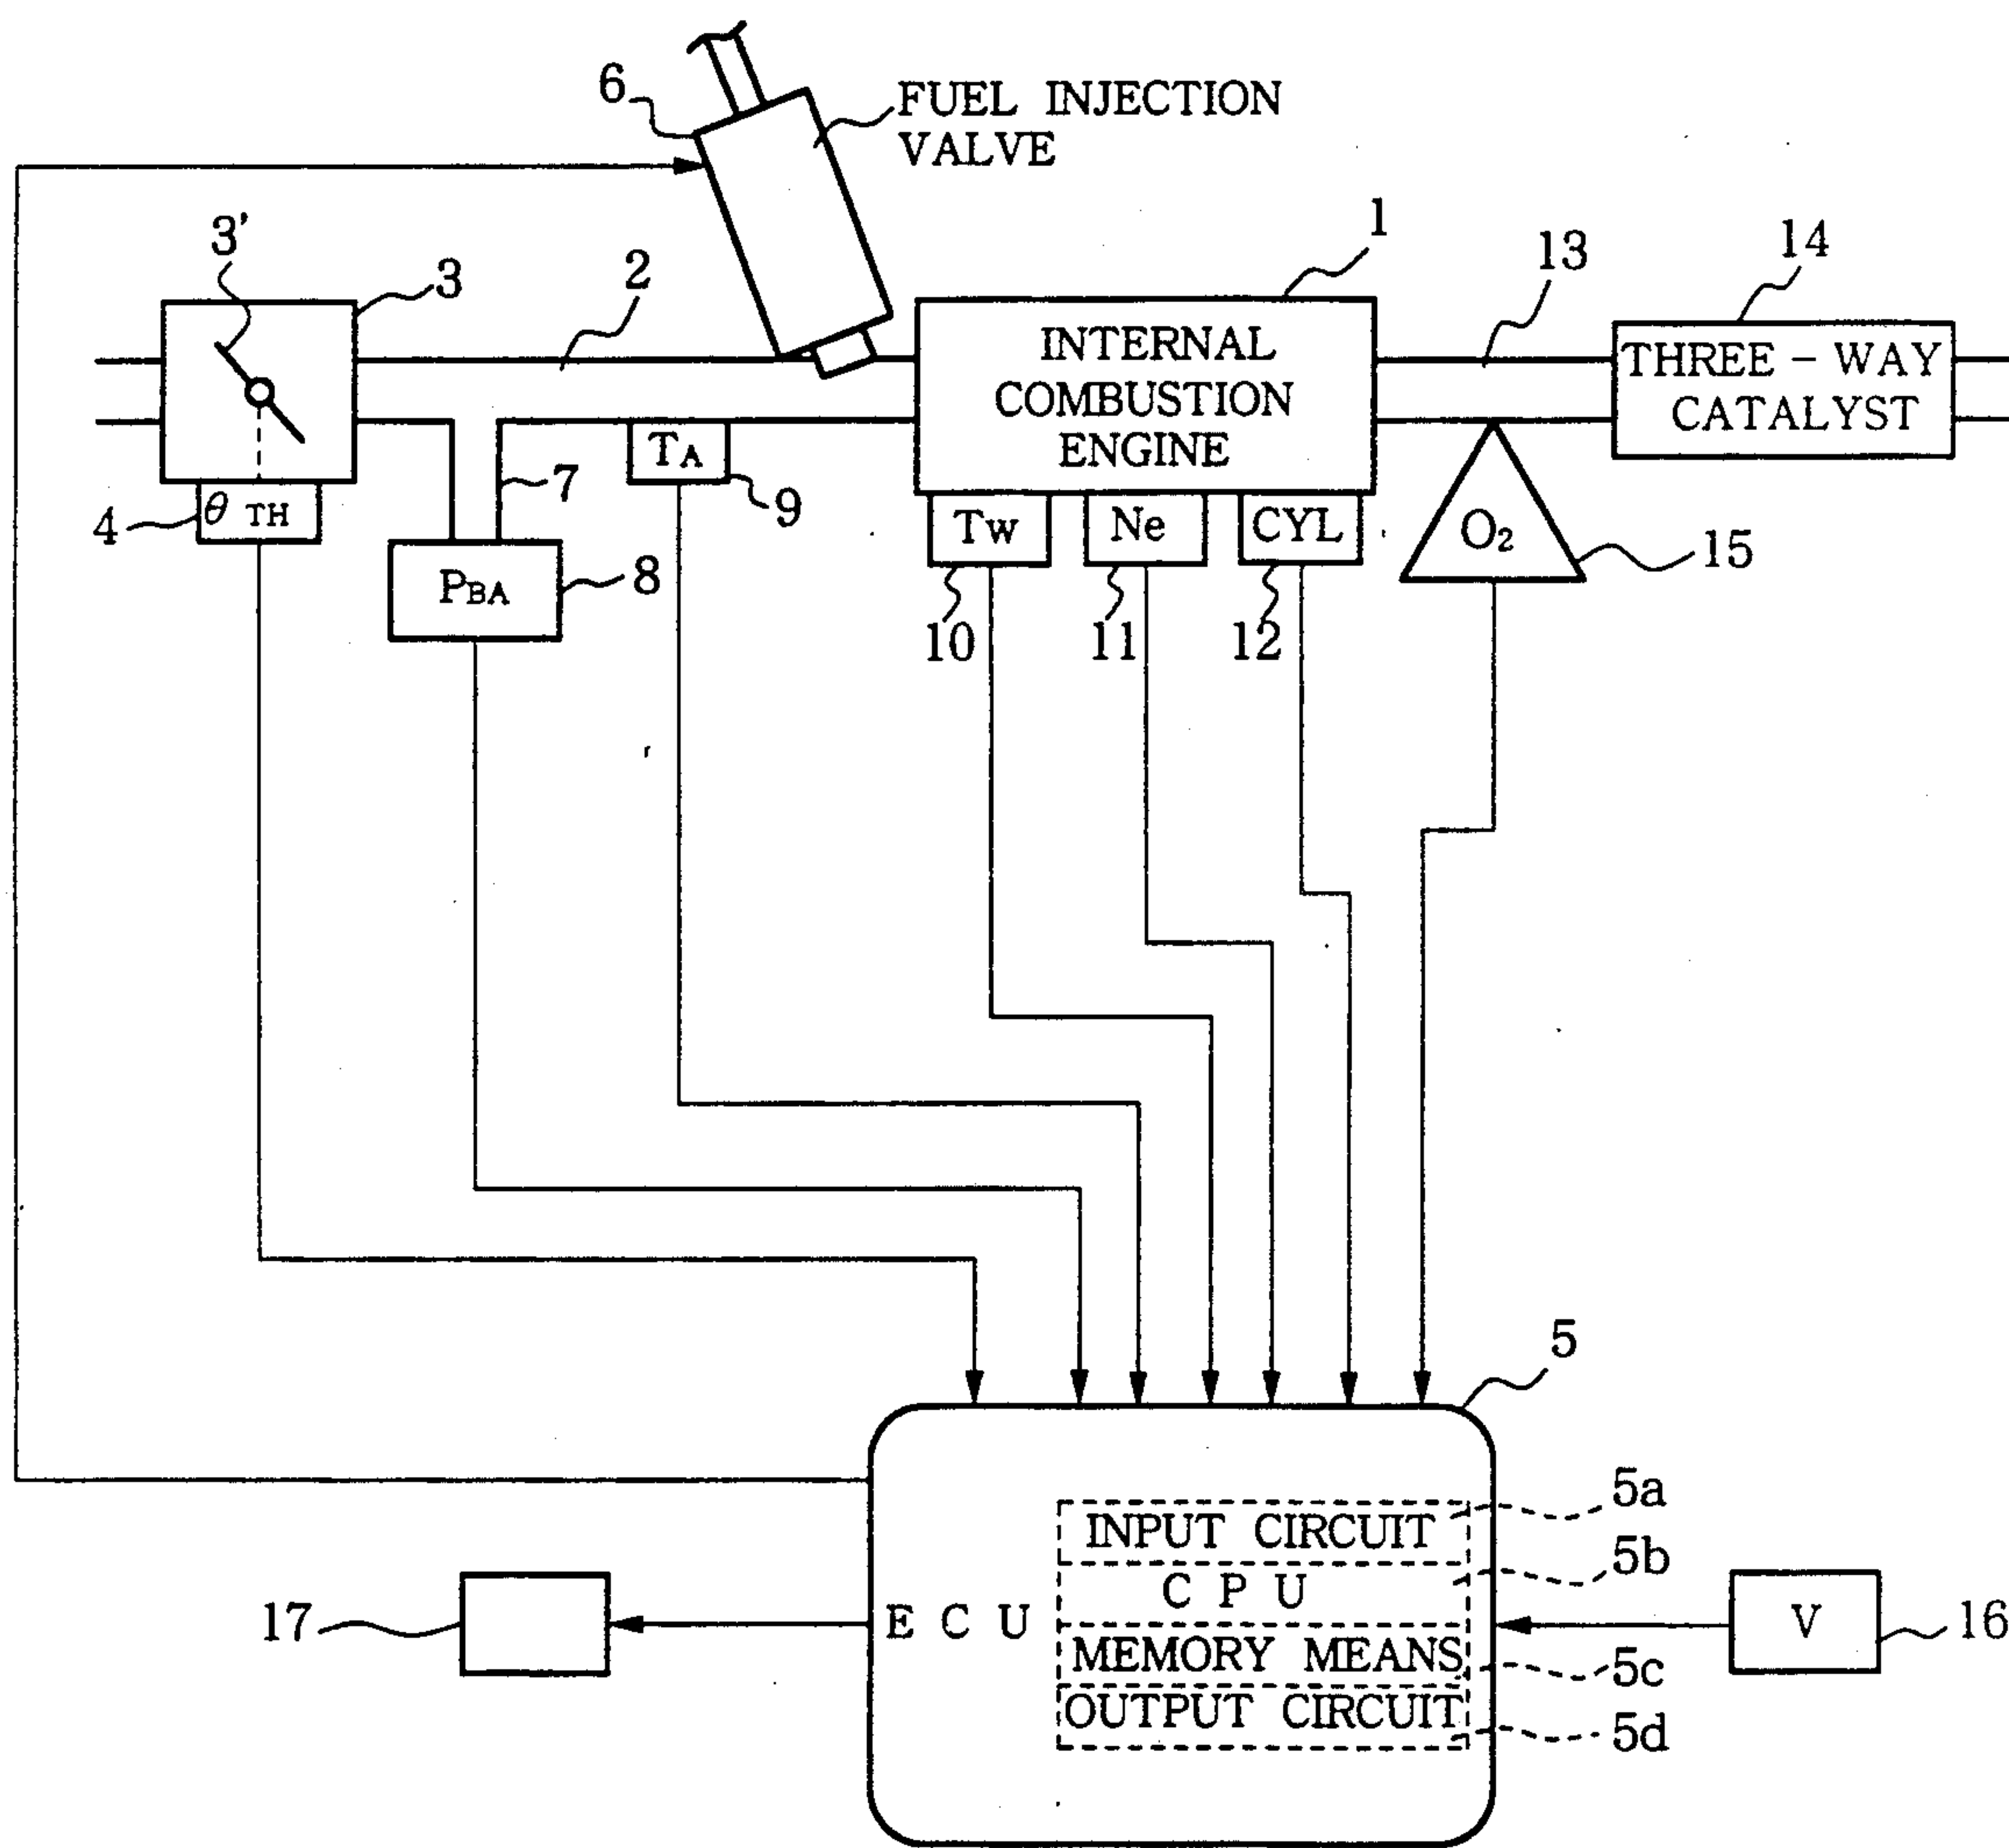 6
FUEL INJECTION
VALVE
1
3'
3
2
13
14
INTERNAL
COMBUSTION
ENGINE
THREE - WAY
CATALYST
TA
7
9
4
θ TH
TW
Ne
CYL
O2
15
PBA
8
10
11
12
5
5a
INPUT CIRCUIT
5b
C P U
17
E C U
V
16
MEMORY MEANS
5c
OUTPUT CIRCUIT
5d